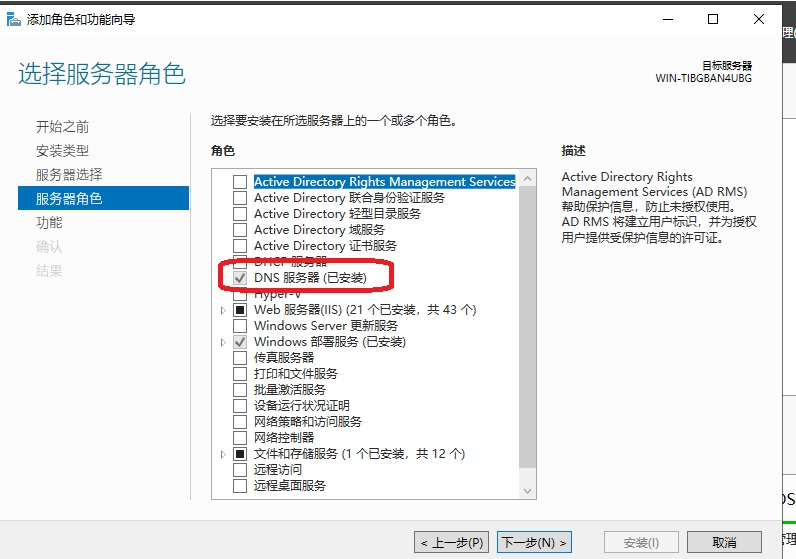 添加角色和功能向导
选择服务器角色
目标服务器
WIN-TIBGBAN4UBG
开始之前
安装类型
服务器选择
服务器角色
功能
确认
结果
选择要安装在所选服务器上的一个或多个角色。
角色
Active Directory Rights Management Services
Active Directory 联合身份验证服务
Active Directory 轻型目录服务
Active Directory 域服务
Active Directory 证书服务
DHCP 服务器
DNS 服务器 (已安装)
Hyper-V
Web 服务器(IIS) (21 个已安装，共 43 个)
Windows Server 更新服务
Windows 部署服务 (已安装)
传真服务器
打印和文件服务
批量激活服务
设备运行状况证明
网络策略和访问服务
网络控制器
文件和存储服务 (1 个已安装，共 12 个)
远程访问
远程桌面服务
描述
Active Directory Rights
Management Services (AD RMS)
帮助保护信息，防止未授权使用。
AD RMS 将建立用户标识，并为授权
用户提供受保护信息的许可证。
< 上一步(P)
下一步(N) >
安装(I)
取消